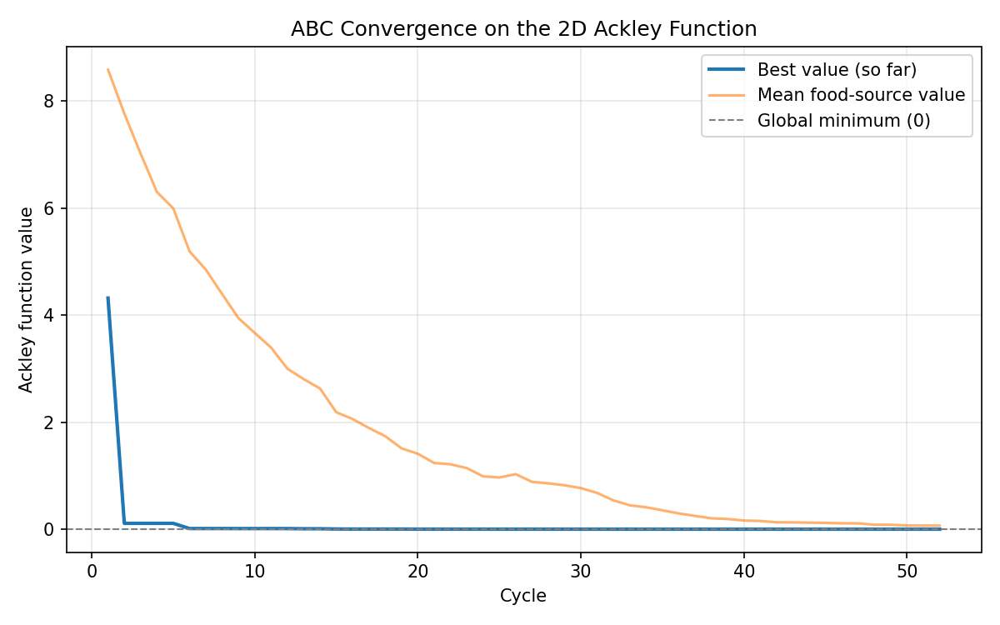 ABC Convergence on the 2D Ackley Function
Best value (so far)
Mean food-source value
Global minimum (0)
Ackley function value
8
6
4
2
0
0 10 20 30 40 50
Cycle